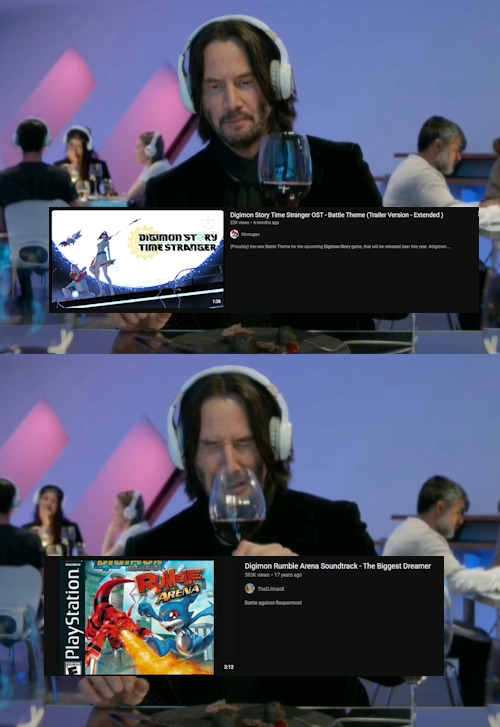 DIGIMON STORY
TIME STRANGER
1:38
Digimon Story Time Stranger OST - Battle Theme (Trailer Version - Extended )
22K views • 6 months ago
Nimugen
(Possibly) the new Battle Theme for the upcoming Digimon Story game, that will be released later this year. #digimon...
PlayStation
DIGIMON
RUMBLE
ARENA
E
3:12
Digimon Rumble Arena Soundtrack - The Biggest Dreamer
593K views • 17 years ago
TheDJmanX
Battle against Reapermon!